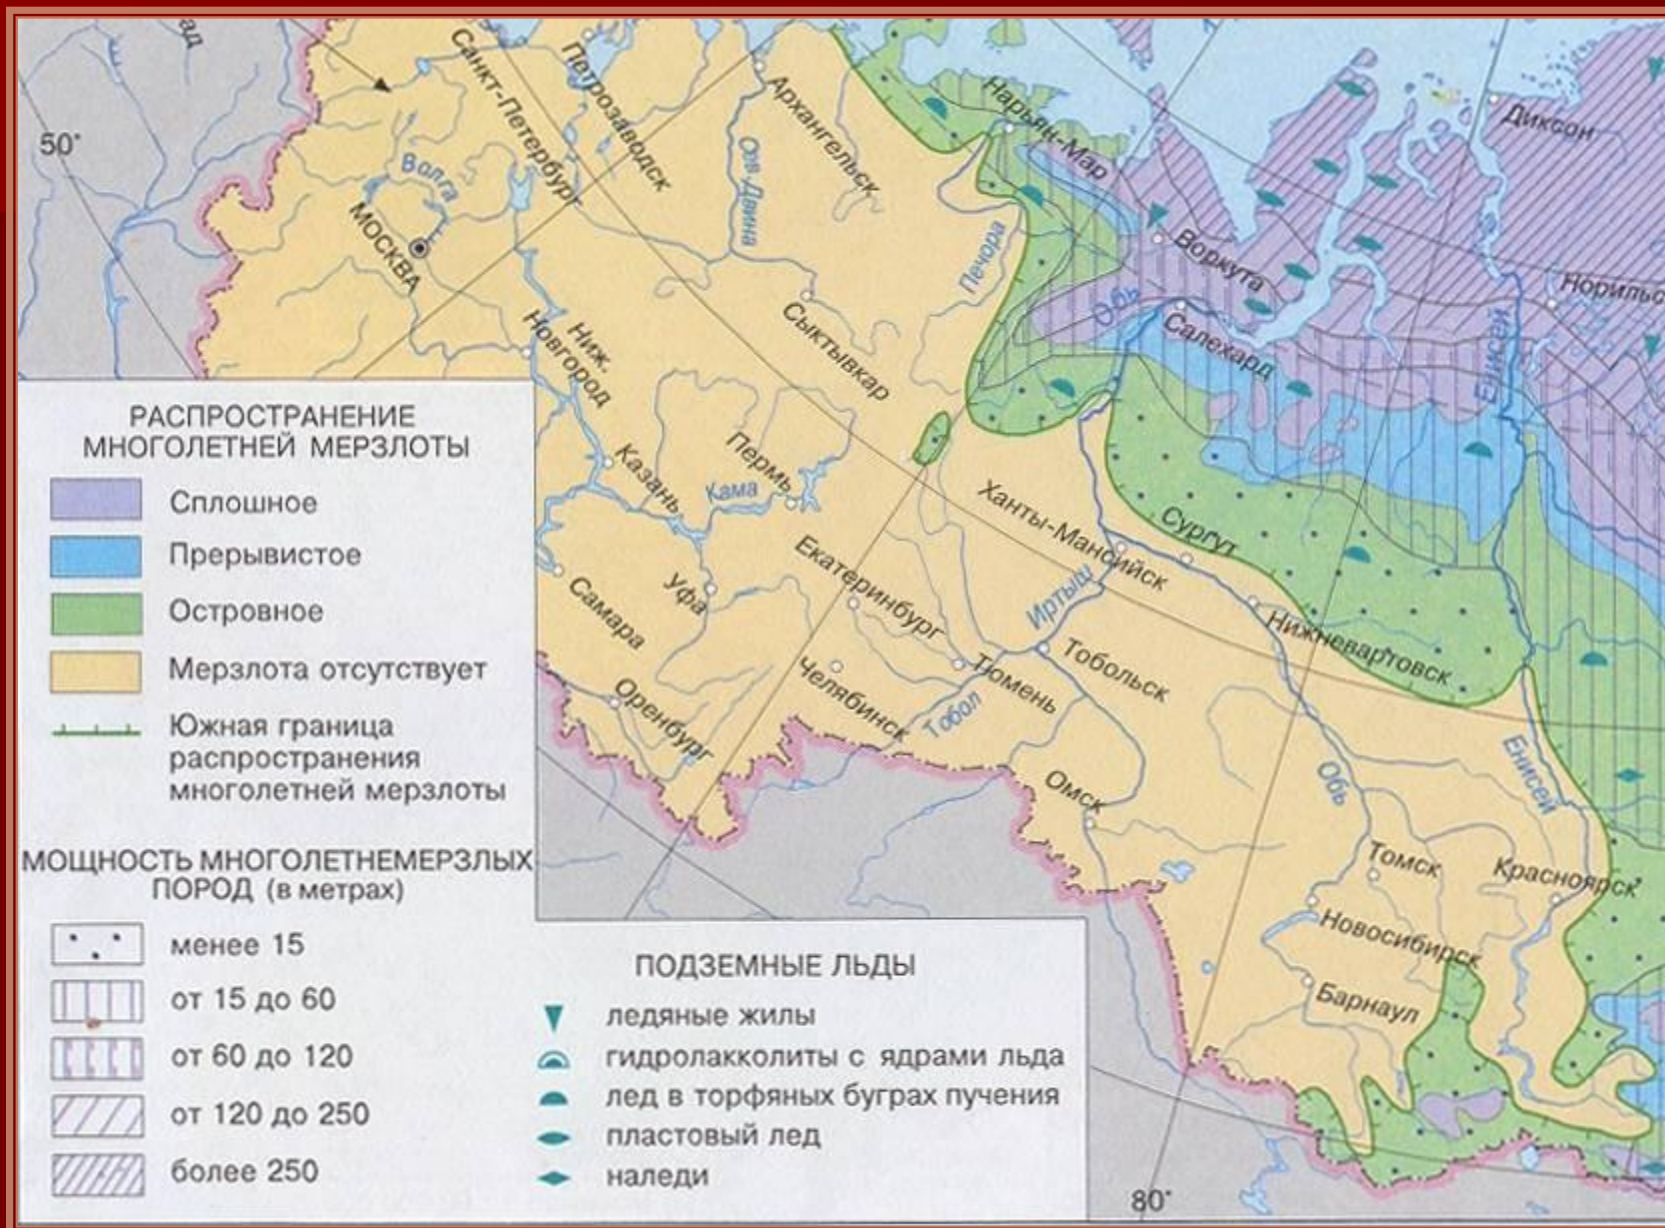 50°
Санкт-Петербург
Петрозаводск
Архангельск
Нарьян-Мар
Диксон
Волга
МОСКВА
Сев. Двина
Печора
Воркута
Обь
Салехард
Енисей
Сыктывкар
Ниж.
Новгород
Казань
Пермь
Кама
Ханты-Мансийск
Сургут
Екатеринбург
Иртыш
Уфа
Самара
Нижневартовск
Тобольск
Тюмень
Челябинск
Тобол
Оренбург
Омск
Обь
Енисей
Томск
Красноярск
Новосибирск
Барнаул
80°
РАСПРОСТРАНЕНИЕ
МНОГОЛЕТНЕЙ МЕРЗЛОТЫ
Сплошное
Прерывистое
Островное
Мерзлота отсутствует
Южная граница
распространения
многолетней мерзлоты
МОЩНОСТЬ МНОГОЛЕТНЕМЕРЗЛЫХ
ПОРОД (в метрах)
менее 15
от 15 до 60
от 60 до 120
от 120 до 250
более 250
ПОДЗЕМНЫЕ ЛЬДЫ
ледяные жилы
гидролакколиты с ядрами льда
лед в торфяных буграх пучения
пластовый лед
наледи